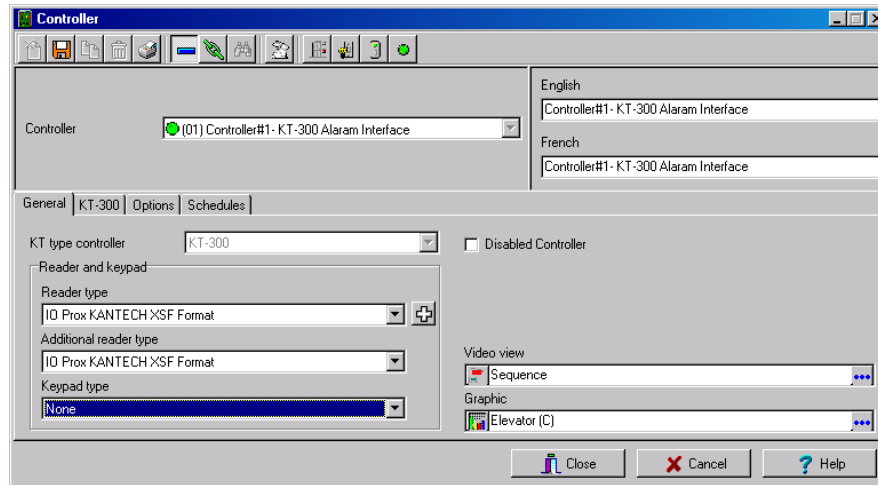 Controller
English
Controller#1- KT-300 Alaram Interface
Controller
(01) Controller#1- KT-300 Alaram Interface
French
Controller#1- KT-300 Alaram Interface
General KT-300 Options Schedules
KT type controller
KT-300
Disabled Controller
Reader and keypad
Reader type
IO Prox KANTECH XSF Format
Additional reader type
IO Prox KANTECH XSF Format
Keypad type
None
Video view
Sequence
Graphic
Elevator (C)
Close Cancel Help